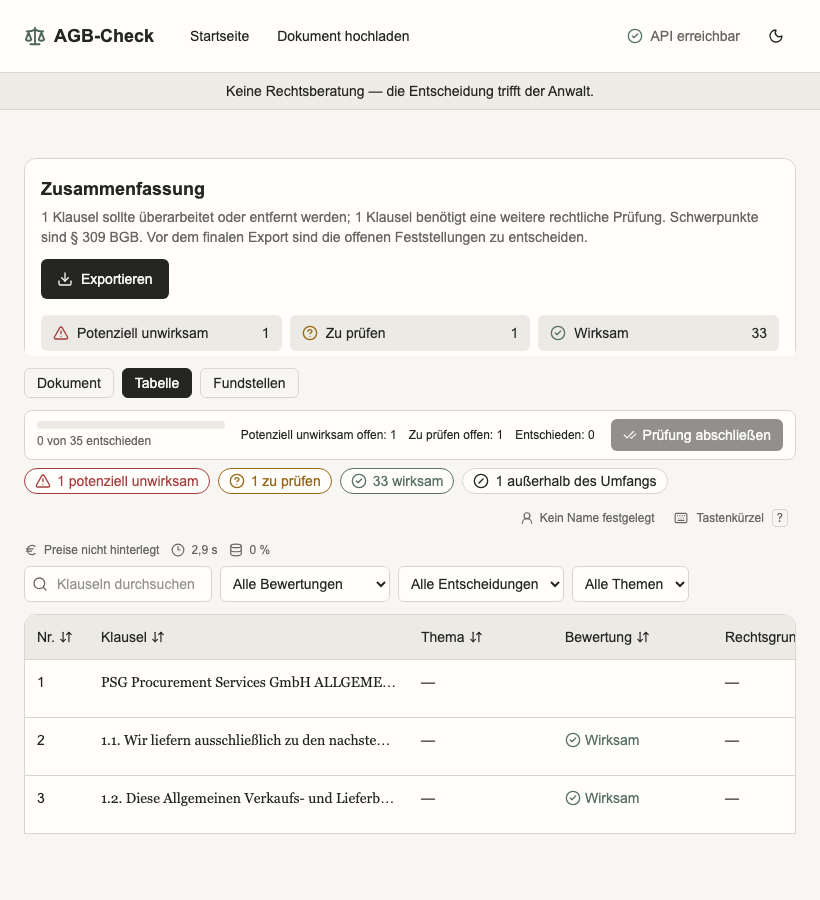 AGB-Check Startseite Dokument hochladen API erreichbar
Keine Rechtsberatung — die Entscheidung trifft der Anwalt.
Zusammenfassung
1 Klausel sollte überarbeitet oder entfernt werden; 1 Klausel benötigt eine weitere rechtliche Prüfung. Schwerpunkte
sind § 309 BGB. Vor dem finalen Export sind die offenen Feststellungen zu entscheiden.
Exportieren
Potenziell unwirksam 1 Zu prüfen 1 Wirksam 33
Dokument Tabelle Fundstellen
0 von 35 entschieden Potenziell unwirksam offen: 1 Zu prüfen offen: 1 Entschieden: 0 Prüfung abschließen
1 potenziell unwirksam 1 zu prüfen 33 wirksam 1 außerhalb des Umfangs
Kein Name festgelegt Tastenkürzel ?
Preise nicht hinterlegt 2,9 s 0 %
Klauseln durchsuchen Alle Bewertungen Alle Entscheidungen Alle Themen
Nr. Klausel Thema Bewertung Rechtsgrun
1 PSG Procurement Services GmbH ALLGEME… — —
2 1.1. Wir liefern ausschließlich zu den nachste… — Wirksam —
3 1.2. Diese Allgemeinen Verkaufs- und Lieferb… — Wirksam —